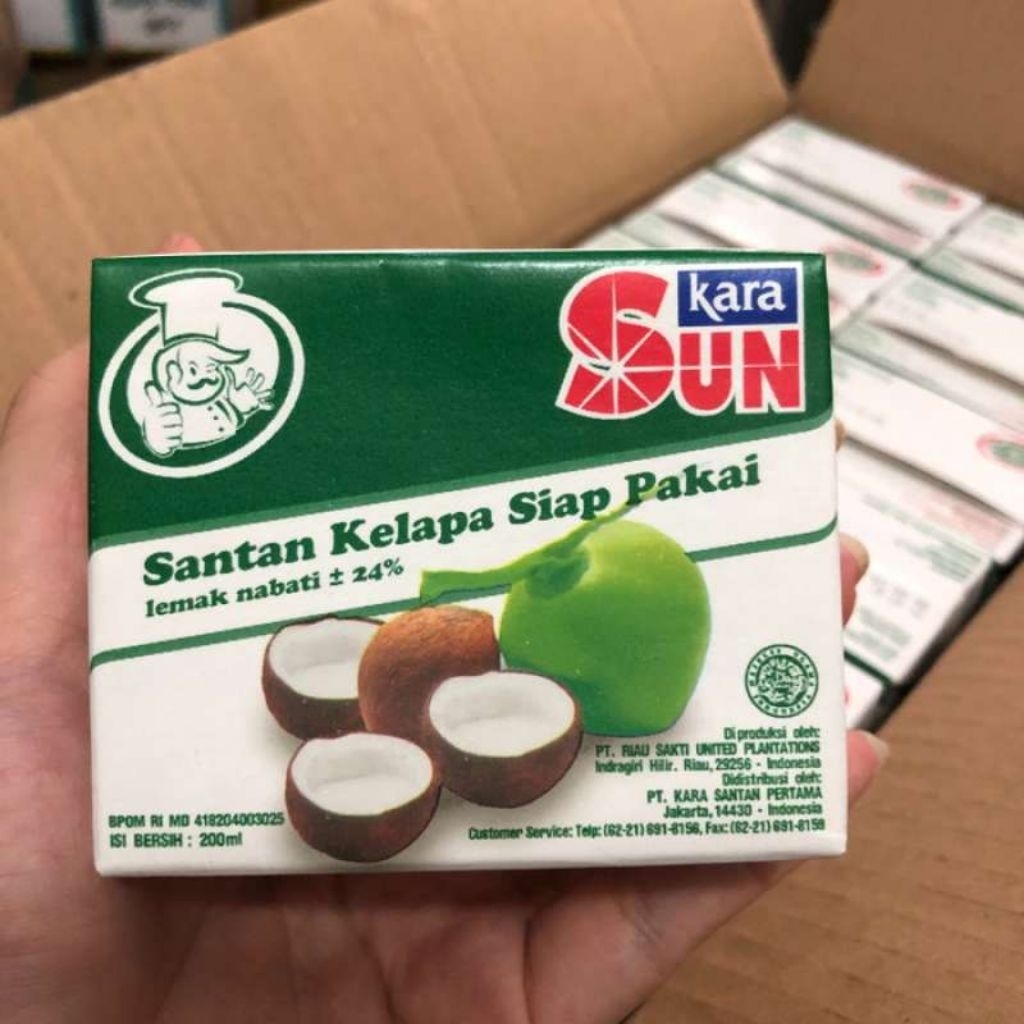 kara
SUN
Santan Kelapa Siap Pakai
lemak nabati ± 24%
Diproduksi oleh:
PT. RIAU SAKTI UNITED PLANTATIONS
Indragiri Hilir. Riau, 29256 - Indonesia
Didistribusi oleh:
PT. KARA SANTAN PERTAMA
Jakarta, 14430 - Indonesia
BPOM RI MD 418204003025
ISI BERSIH : 200ml
Customer Service: Telp: (62-21) 691-8156, Fax: (62-21) 691-8159